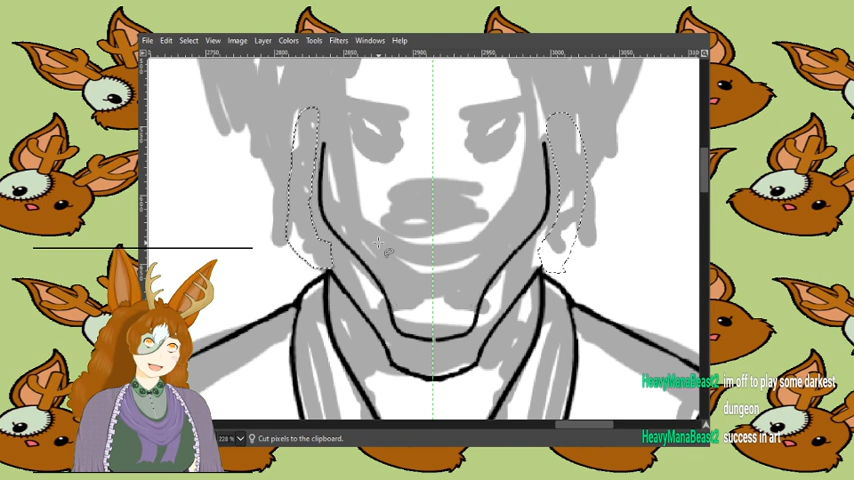 File Edit Select View Image Layer Colors Tools Filters Windows Help
2750 2800 2850 2900 2950 3000 3050
HeavyManaBeast2 im off to play some darkest
dungeon
HeavyManaBeast2 success in art
228 % Cut pixels to the clipboard.